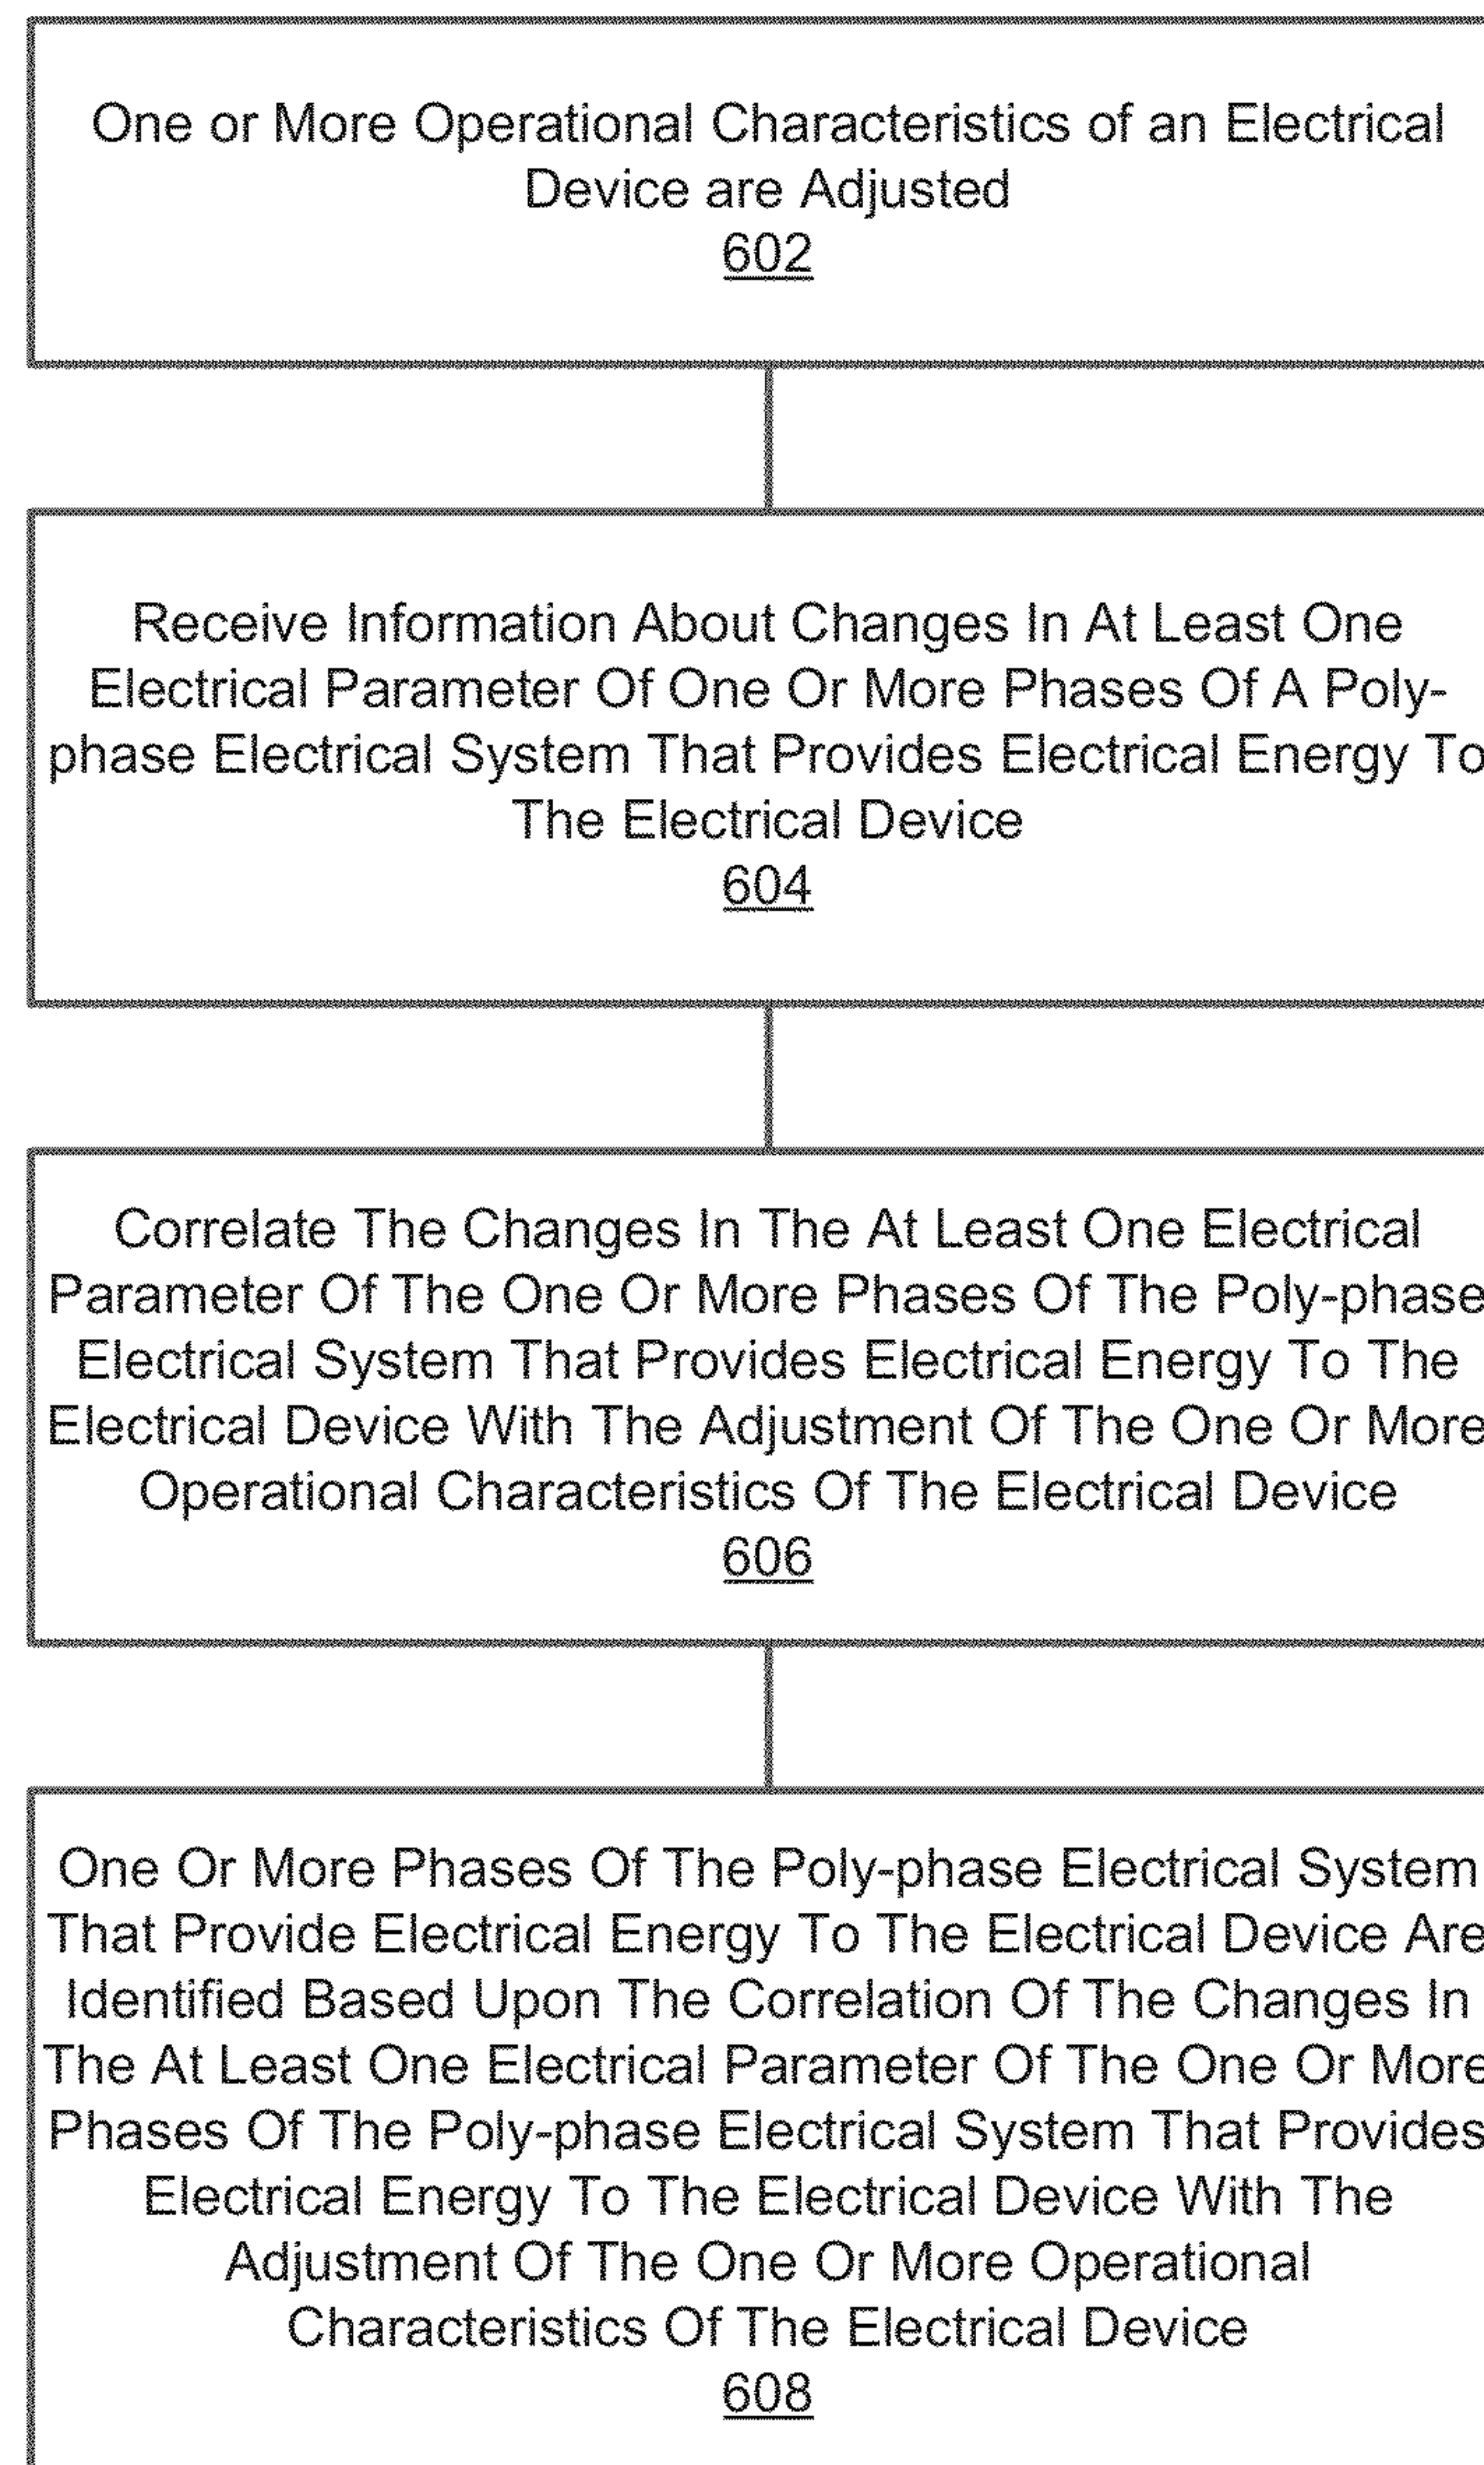 One or More Operational Characteristics of an Electrical
Device are Adjusted
602
Receive Information About Changes In At Least One
Electrical Parameter Of One Or More Phases Of A Poly-
phase Electrical System That Provides Electrical Energy To
The Electrical Device
604
Correlate The Changes In The At Least One Electrical
Parameter Of The One Or More Phases Of The Poly-phase
Electrical System That Provides Electrical Energy To The
Electrical Device With The Adjustment Of The One Or More
Operational Characteristics Of The Electrical Device
606
One Or More Phases Of The Poly-phase Electrical System
That Provide Electrical Energy To The Electrical Device Are
Identified Based Upon The Correlation Of The Changes In
The At Least One Electrical Parameter Of The One Or More
Phases Of The Poly-phase Electrical System That Provides
Electrical Energy To The Electrical Device With The
Adjustment Of The One Or More Operational
Characteristics Of The Electrical Device
608